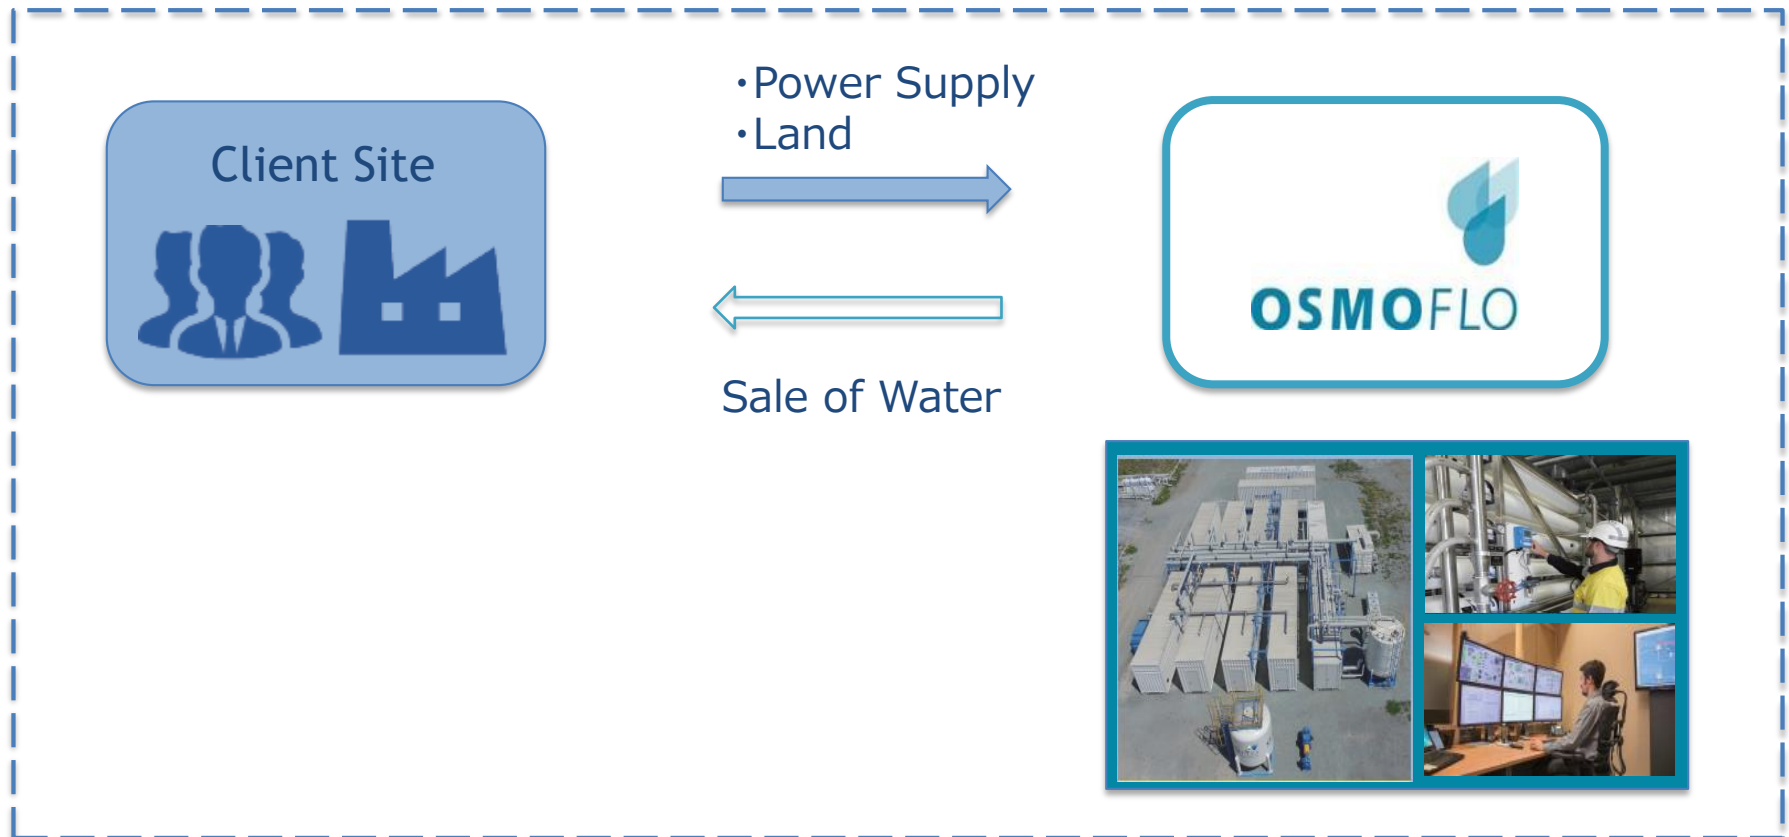 ・Power Supply
・Land
Client Site
OSMOFLO
Sale of Water